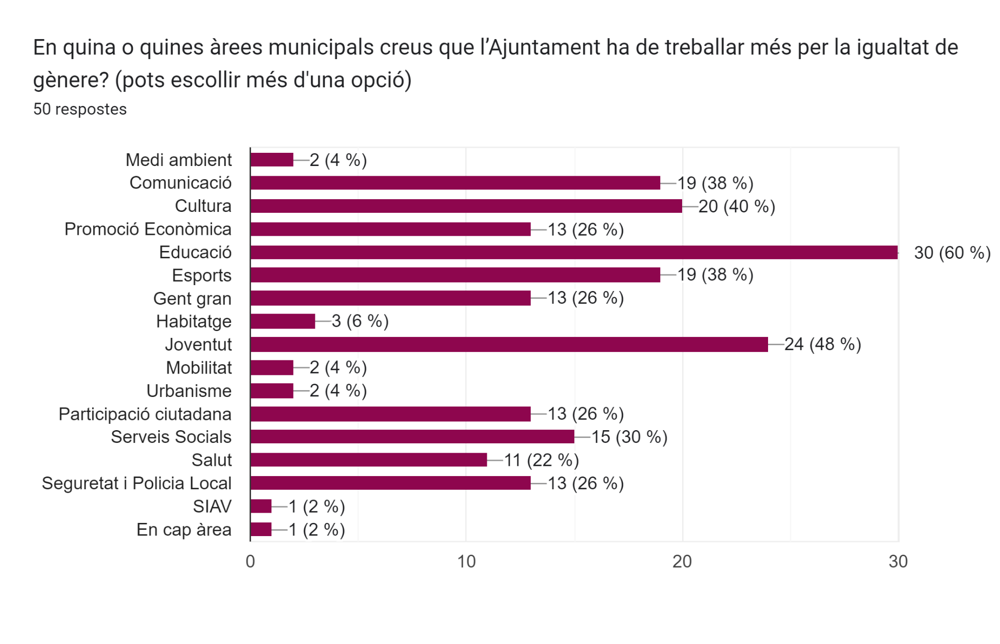 En quina o quines àrees municipals creus que l’Ajuntament ha de treballar més per la igualtat de
gènere? (pots escollir més d'una opció)
50 respostes
Medi ambient 2 (4 %)
Comunicació 19 (38 %)
Cultura 20 (40 %)
Promoció Econòmica 13 (26 %)
Educació 30 (60 %)
Esports 19 (38 %)
Gent gran 13 (26 %)
Habitatge 3 (6 %)
Joventut 24 (48 %)
Mobilitat 2 (4 %)
Urbanisme 2 (4 %)
Participació ciutadana 13 (26 %)
Serveis Socials 15 (30 %)
Salut 11 (22 %)
Seguretat i Policia Local 13 (26 %)
SIAV 1 (2 %)
En cap àrea 1 (2 %)
0 10 20 30